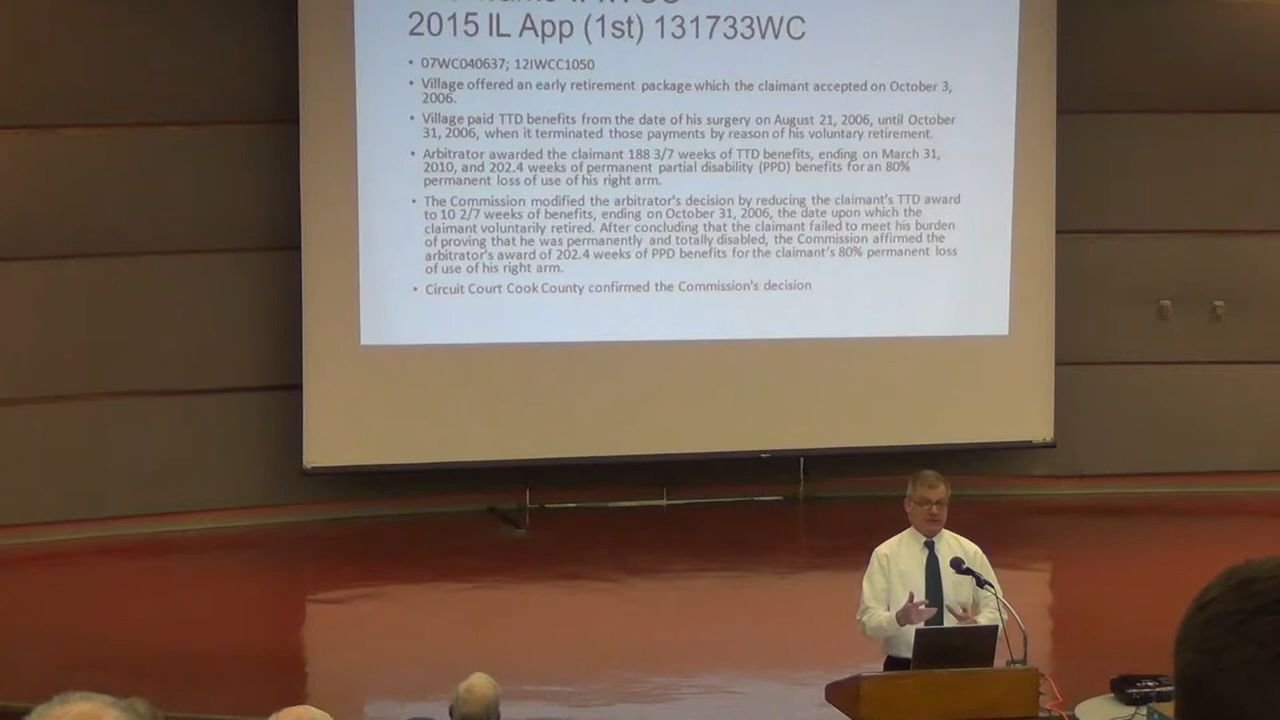 2015 IL App (1st) 131733WC
• 07WC040637; 12IWCC1050
• Village offered an early retirement package which the claimant accepted on October 3,
2006.
• Village paid TTD benefits from the date of his surgery on August 21, 2006, until October
31, 2006, when it terminated those payments by reason of his voluntary retirement.
• Arbitrator awarded the claimant 188 3/7 weeks of TTD benefits, ending on March 31,
2010, and 202.4 weeks of permanent partial disability (PPD) benefits for an 80%
permanent loss of use of his right arm.
• The Commission modified the arbitrator's decision by reducing the claimant's TTD award
to 10 2/7 weeks of benefits, ending on October 31, 2006, the date upon which the
claimant voluntarily retired. After concluding that the claimant failed to meet his burden
of proving that he was permanently and totally disabled, the Commission affirmed the
arbitrator's award of 202.4 weeks of PPD benefits for the claimant's 80% permanent loss
of use of his right arm.
• Circuit Court Cook County confirmed the Commission's decision